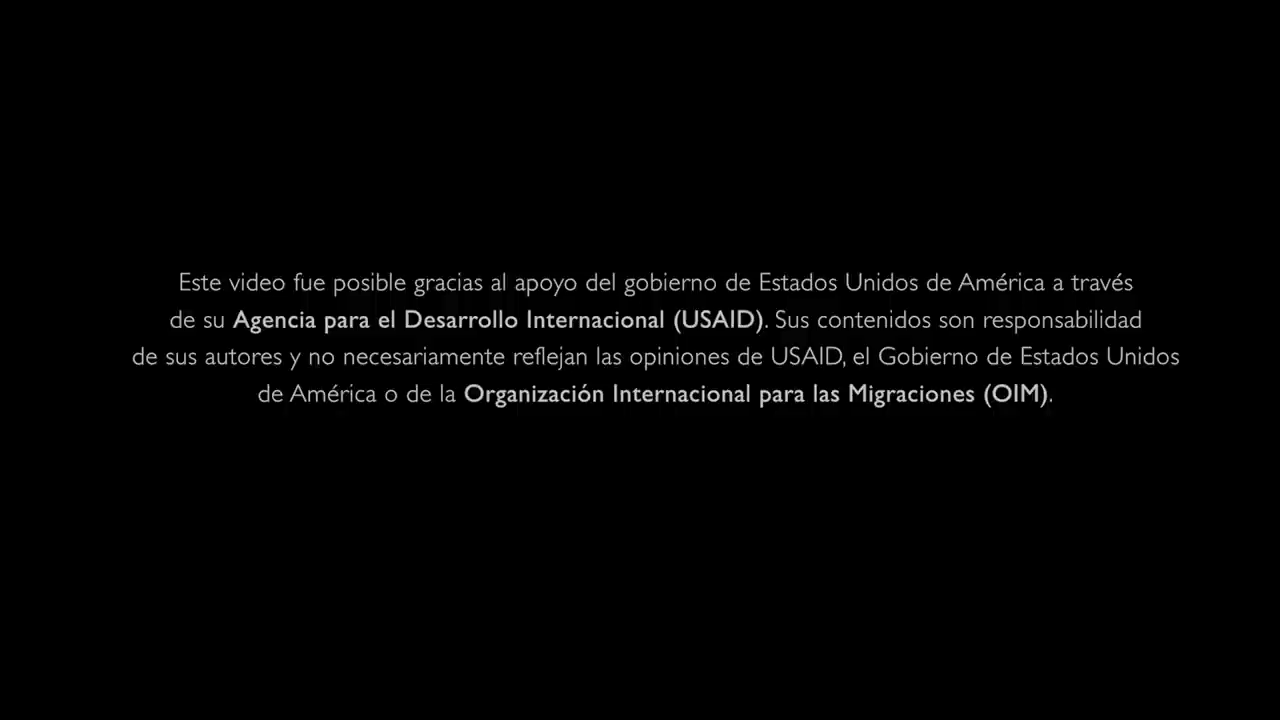 Este video fue posible gracias al apoyo del gobierno de Estados Unidos de América a través
de su Agencia para el Desarrollo Internacional (USAID). Sus contenidos son responsabilidad
de sus autores y no necesariamente reflejan las opiniones de USAID, el Gobierno de Estados Unidos
de América o de la Organización Internacional para las Migraciones (OIM).